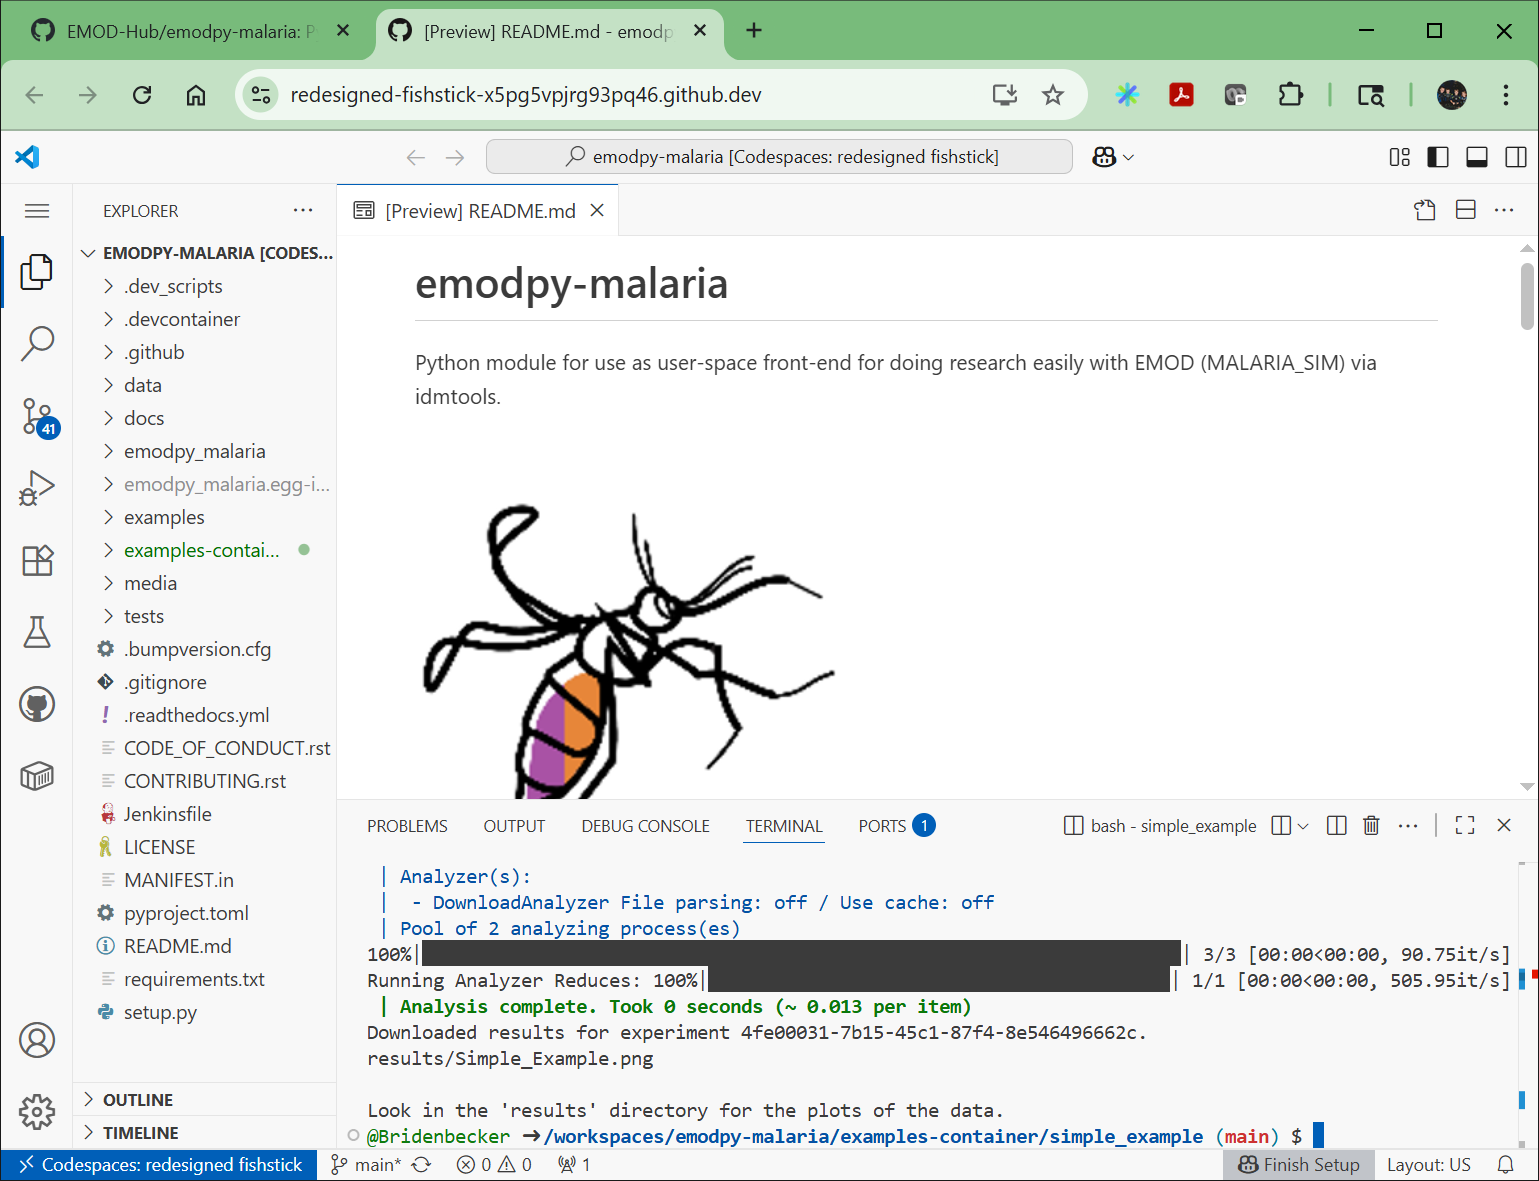 EMOD-Hub/emodpy-malaria: P
[Preview] README.md - emodp
redesigned-fishstick-x5pg5vpjrg93pq46.github.dev
emodpy-malaria [Codespaces: redesigned fishstick]
EXPLORER
[Preview] README.md
EMODPY-MALARIA [CODES...
.dev_scripts
.devcontainer
.github
data
docs
emodpy_malaria
emodpy_malaria.egg-i...
examples
examples-contai...
media
tests
.bumpversion.cfg
.gitignore
.readthedocs.yml
CODE_OF_CONDUCT.rst
CONTRIBUTING.rst
Jenkinsfile
LICENSE
MANIFEST.in
pyproject.toml
README.md
requirements.txt
setup.py
OUTLINE
TIMELINE
41
emodpy-malaria
Python module for use as user-space front-end for doing research easily with EMOD (MALARIA_SIM) via
idmtools.
PROBLEMS OUTPUT DEBUG CONSOLE TERMINAL PORTS 1 bash - simple_example
| Analyzer(s):
|  - DownloadAnalyzer File parsing: off / Use cache: off
| Pool of 2 analyzing process(es)
100%| | 3/3 [00:00<00:00, 90.75it/s]
Running Analyzer Reduces: 100%| | 1/1 [00:00<00:00, 505.95it/s]
| Analysis complete. Took 0 seconds (~ 0.013 per item)
Downloaded results for experiment 4fe00031-7b15-45c1-87f4-8e546496662c.
results/Simple_Example.png
Look in the 'results' directory for the plots of the data.
@Bridenbecker →/workspaces/emodpy-malaria/examples-container/simple_example (main) $
Codespaces: redesigned fishstick main* 0 0 1 Finish Setup Layout: US